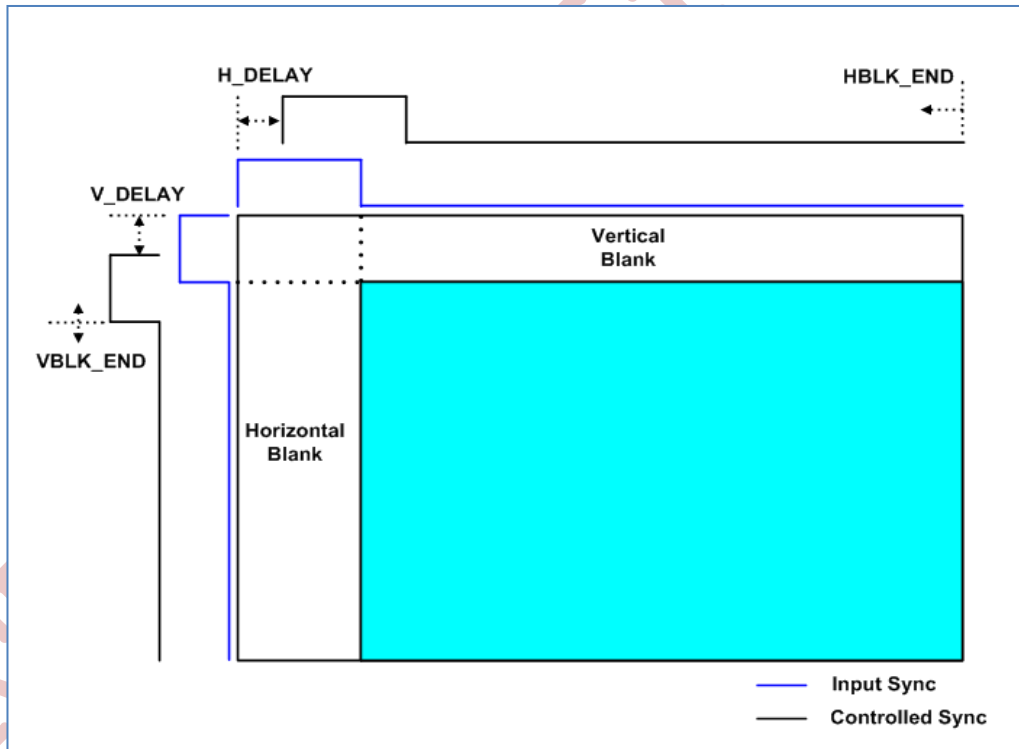 H_DELAY
HBLK_END
V_DELAY
Vertical
Blank
VBLK_END
Horizontal
Blank
Input Sync
Controlled Sync